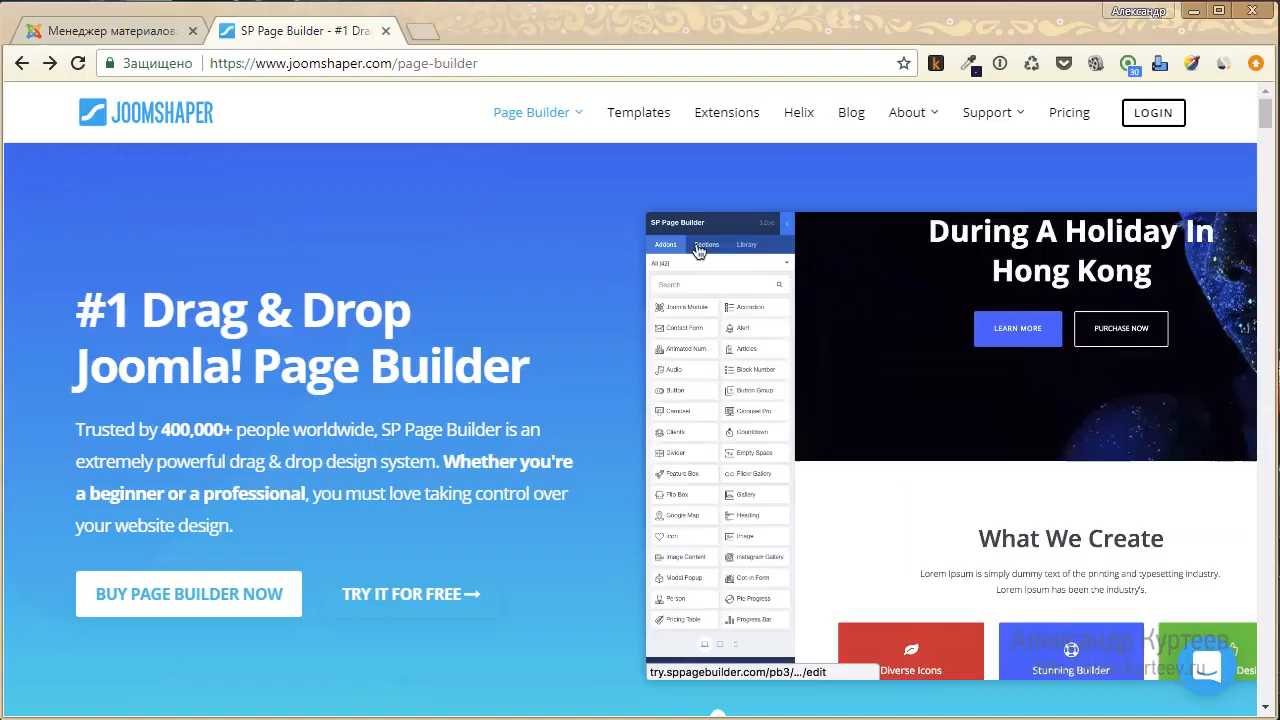 Александр
Менеджер материалов:
SP Page Builder - #1 Dra
Защищено
https://www.joomshaper.com/page-builder
30
JOOMSHAPER
Page Builder
Templates
Extensions
Helix
Blog
About
Support
Pricing
LOGIN
#1 Drag & Drop
Joomla! Page Builder
Trusted by 400,000+ people worldwide, SP Page Builder is an
extremely powerful drag & drop design system. Whether you're
a beginner or a professional, you must love taking control over
your website design.
BUY PAGE BUILDER NOW
TRY IT FOR FREE
SP Page Builder
Addons
Library
All (42)
Search
Joomla Module
Accordion
Contact Form
Alert
Animated Num...
Articles
Audio
Block Number
Button
Button Group
Carousel
Carousel Pro
Clients
Countdown
Divider
Empty Space
Feature Box
Flickr Gallery
Flip Box
Gallery
Google Map
Heading
Icon
Image
Image Content
Instagram Gallery
Modal Popup
Opt-in Form
Person
Pie Progress
Pricing Table
Progress Bar
During A Holiday In
Hong Kong
LEARN MORE
PURCHASE NOW
What We Create
Lorem Ipsum is simply dummy text of the printing and typesetting industry.
Lorem Ipsum has been the industry's.
Diverse Icons
Stunning Builder
Desi
Александр Куртеев
try.sppagebuilder.com/pb3/.../edit